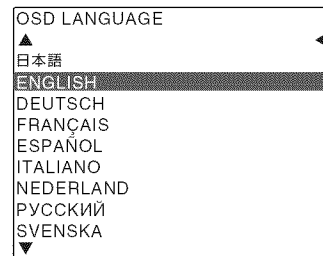 OSD LANGUAGE
▲
日本語
ENGLISH
DEUTSCH
FRANÇAIS
ESPAÑOL
ITALIANO
NEDERLAND
РУССКИЙ
SVENSKA
▼